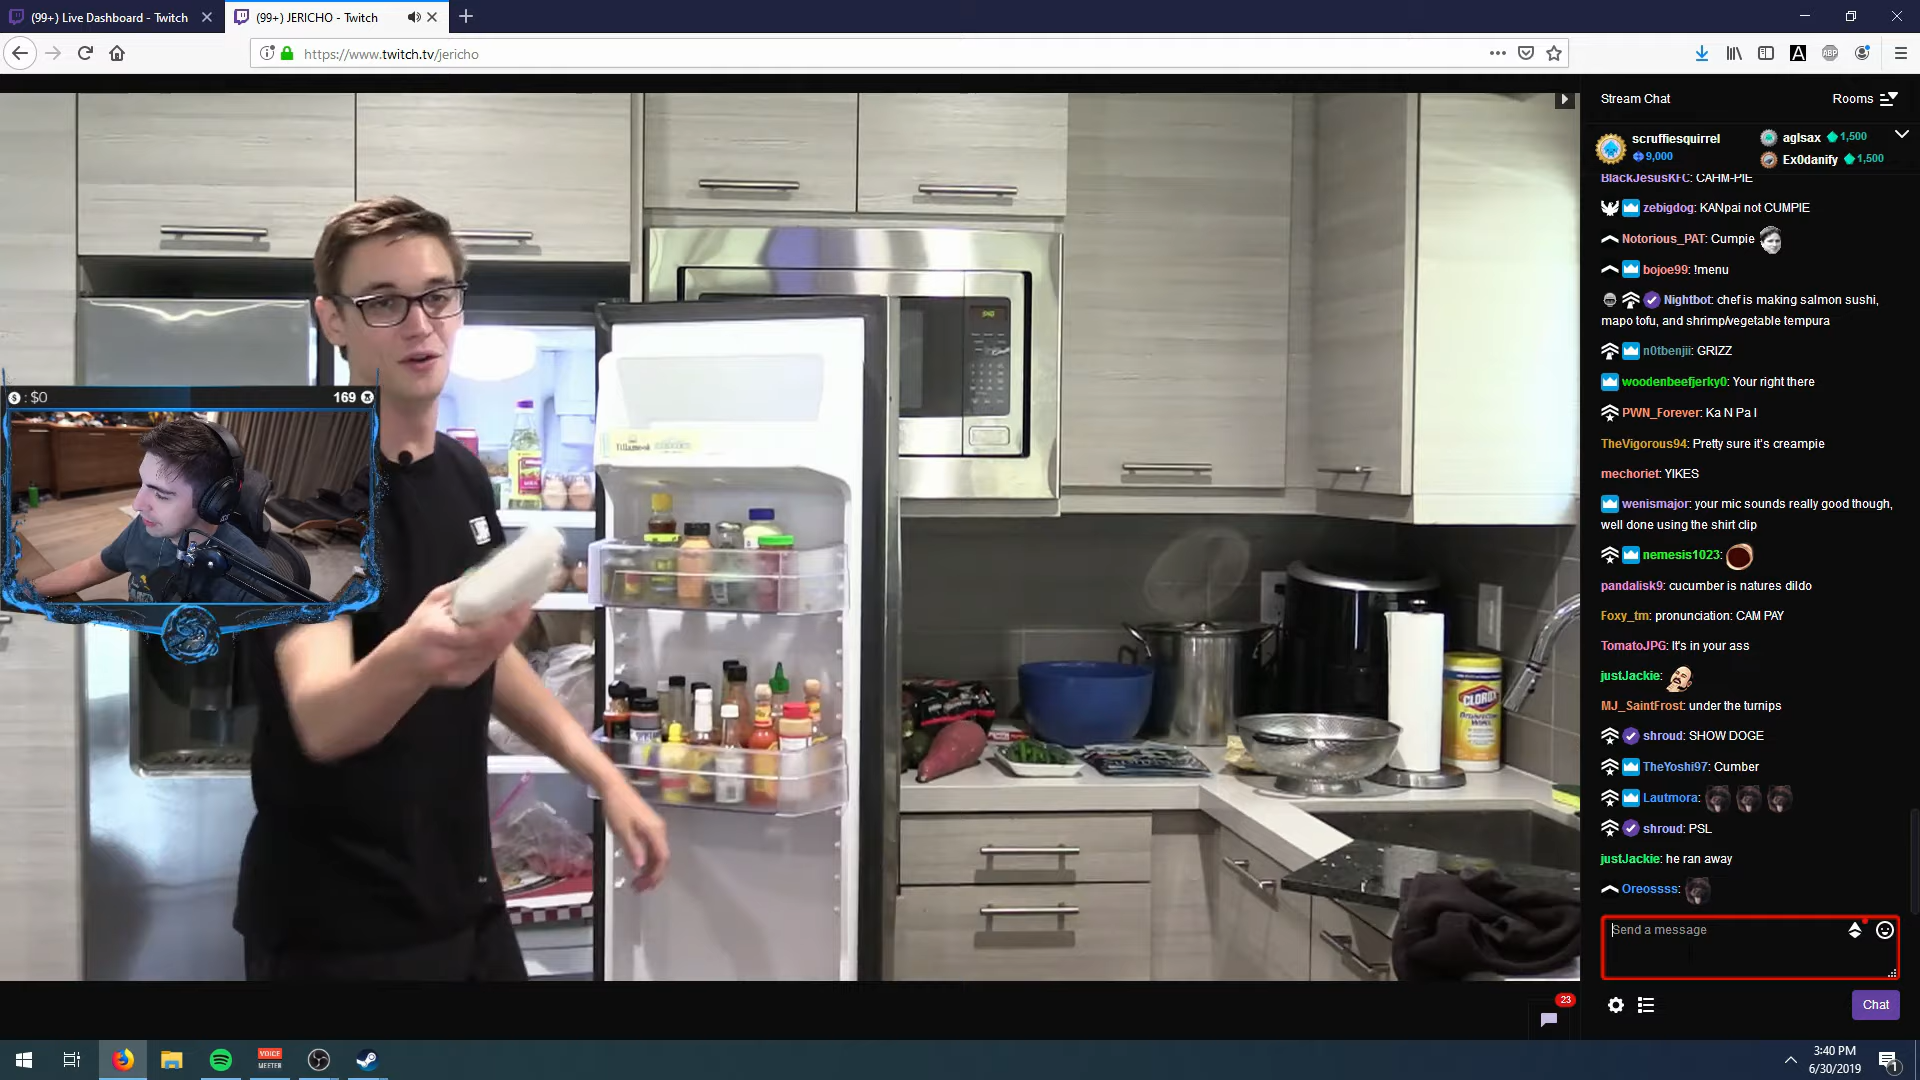 (99+) Live Dashboard - Twitch
(99+) JERICHO - Twitch
https://www.twitch.tv/jericho
ABP
Stream Chat
Rooms
scruffiesquirrel
9,000
aglsax 1,500
Ex0danify 1,500
BlackJesusKFC: CAHM-PIE
zebigdog: KANpai not CUMPIE
Notorious_PAT: Cumpie
bojoe99: !menu
Nightbot: chef is making salmon sushi,
mapo tofu, and shrimp/vegetable tempura
n0tbenjii: GRIZZ
woodenbeefjerky0: Your right there
PWN_Forever: Ka N Pa I
TheVigorous94: Pretty sure it's creampie
mechoriet: YIKES
wenismajor: your mic sounds really good though,
well done using the shirt clip
nemesis1023:
pandalisk9: cucumber is natures dildo
Foxy_tm: pronunciation: CAM PAY
TomatoJPG: It's in your ass
justJackie:
MJ_SaintFrost: under the turnips
shroud: SHOW DOGE
TheYoshi97: Cumber
Lautmora:
shroud: PSL
justJackie: he ran away
Oreossss:
Send a message
Chat
23
$ : $0
169
Tillamook
CLOROX
VOICE
MEETER
3:40 PM
6/30/2019
1